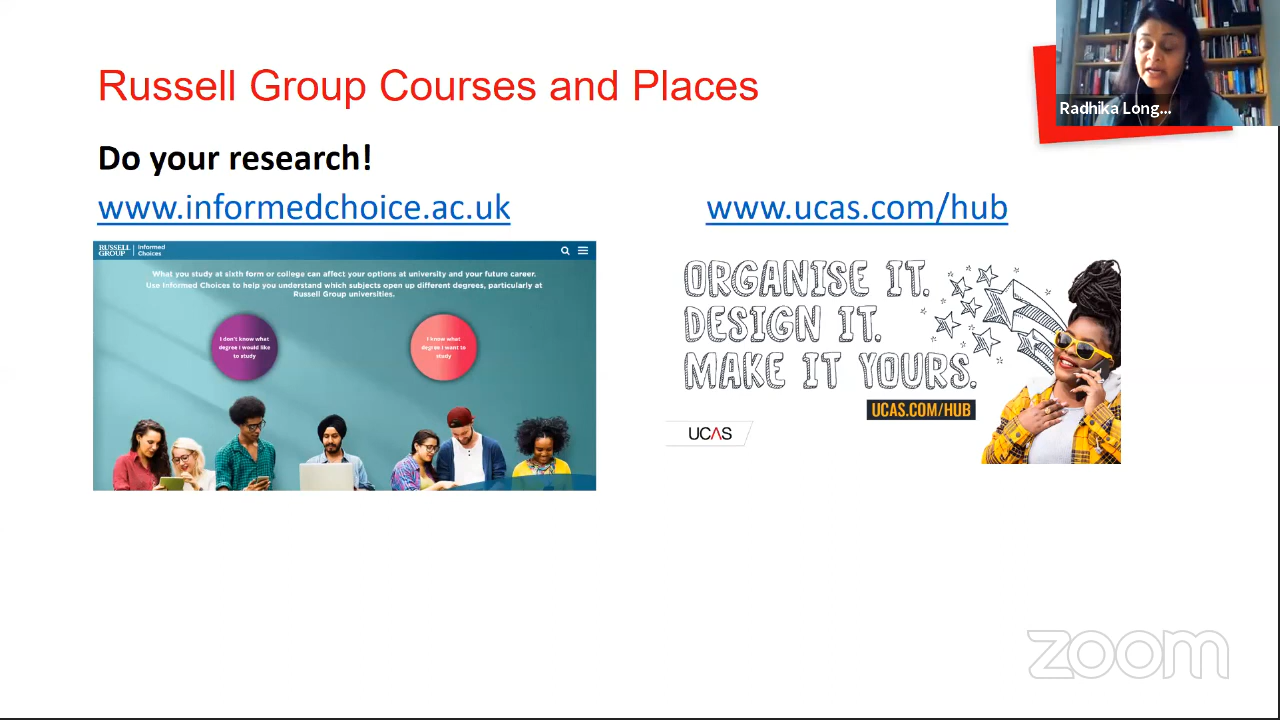 Russell Group Courses and Places
Radhika Long...
Do your research!
www.informedchoice.ac.uk
www.ucas.com/hub
RUSSELL GROUP | Informed Choices
What you study at sixth form or college can affect your options at university and your future career.
Use Informed Choices to help you understand which subjects open up different degrees, particularly at
Russell Group universities.
I don't know what
degree I would like
to study
I know what
degree I want to
study
ORGANISE IT.
DESIGN IT.
MAKE IT YOURS.
UCAS.COM/HUB
UCAS
zoom